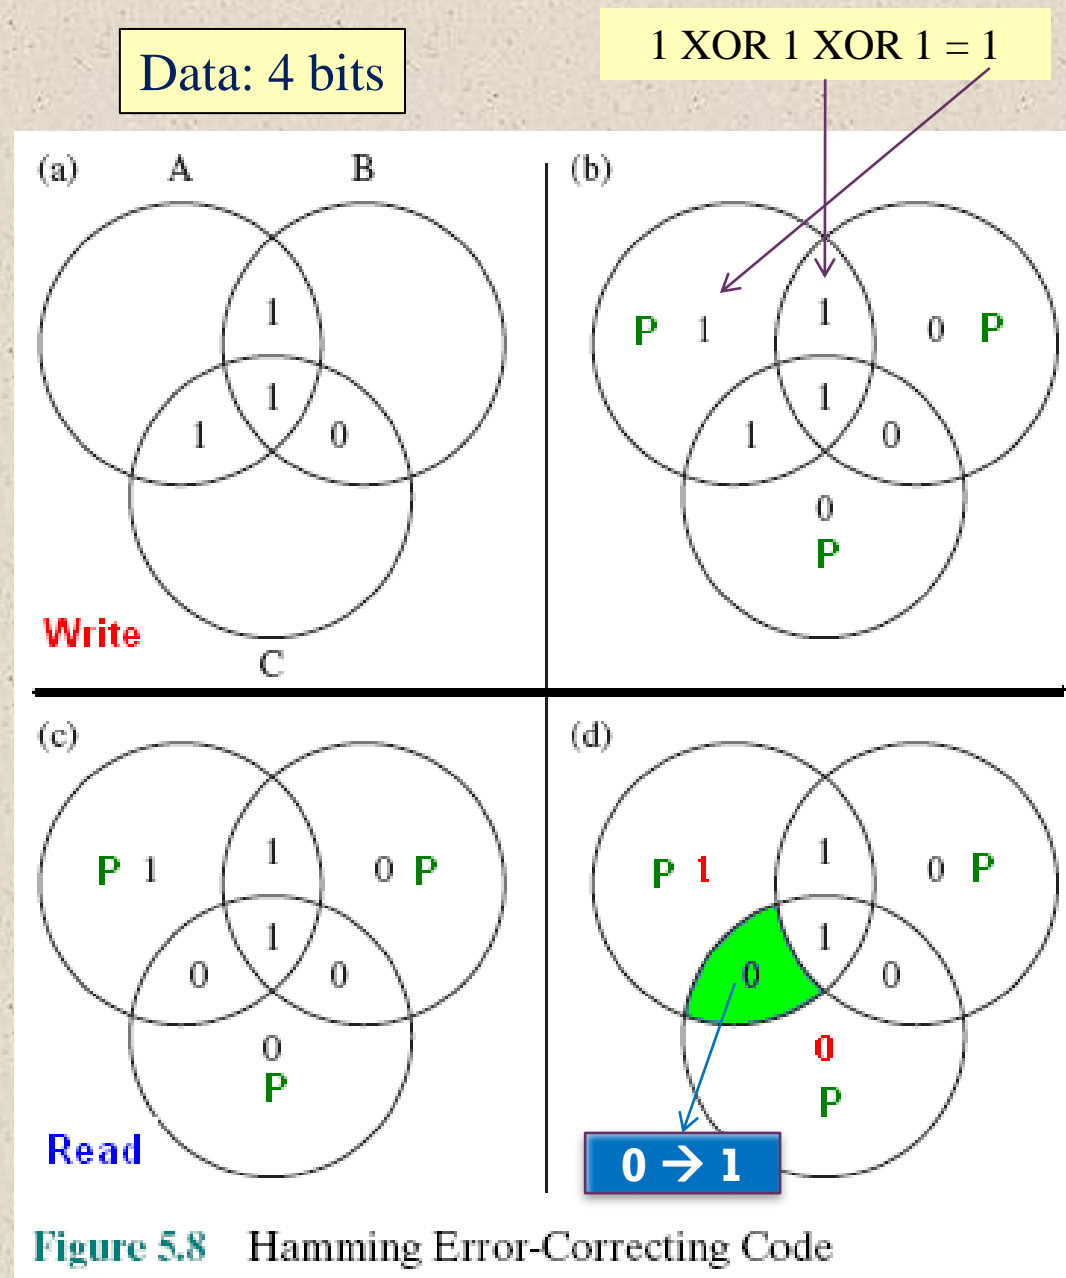 Data: 4 bits
1 XOR 1 XOR 1 = 1
(a) A B
1
1
1 0
Write
C
(b)
P 1 1 0 P
1
1 0
0
P
(c)
P 1 1 0 P
1
0 0
0
P
Read
(d)
P 1 1 0 P
1
0 0
0
P
0 → 1
Figure 5.8 Hamming Error-Correcting Code